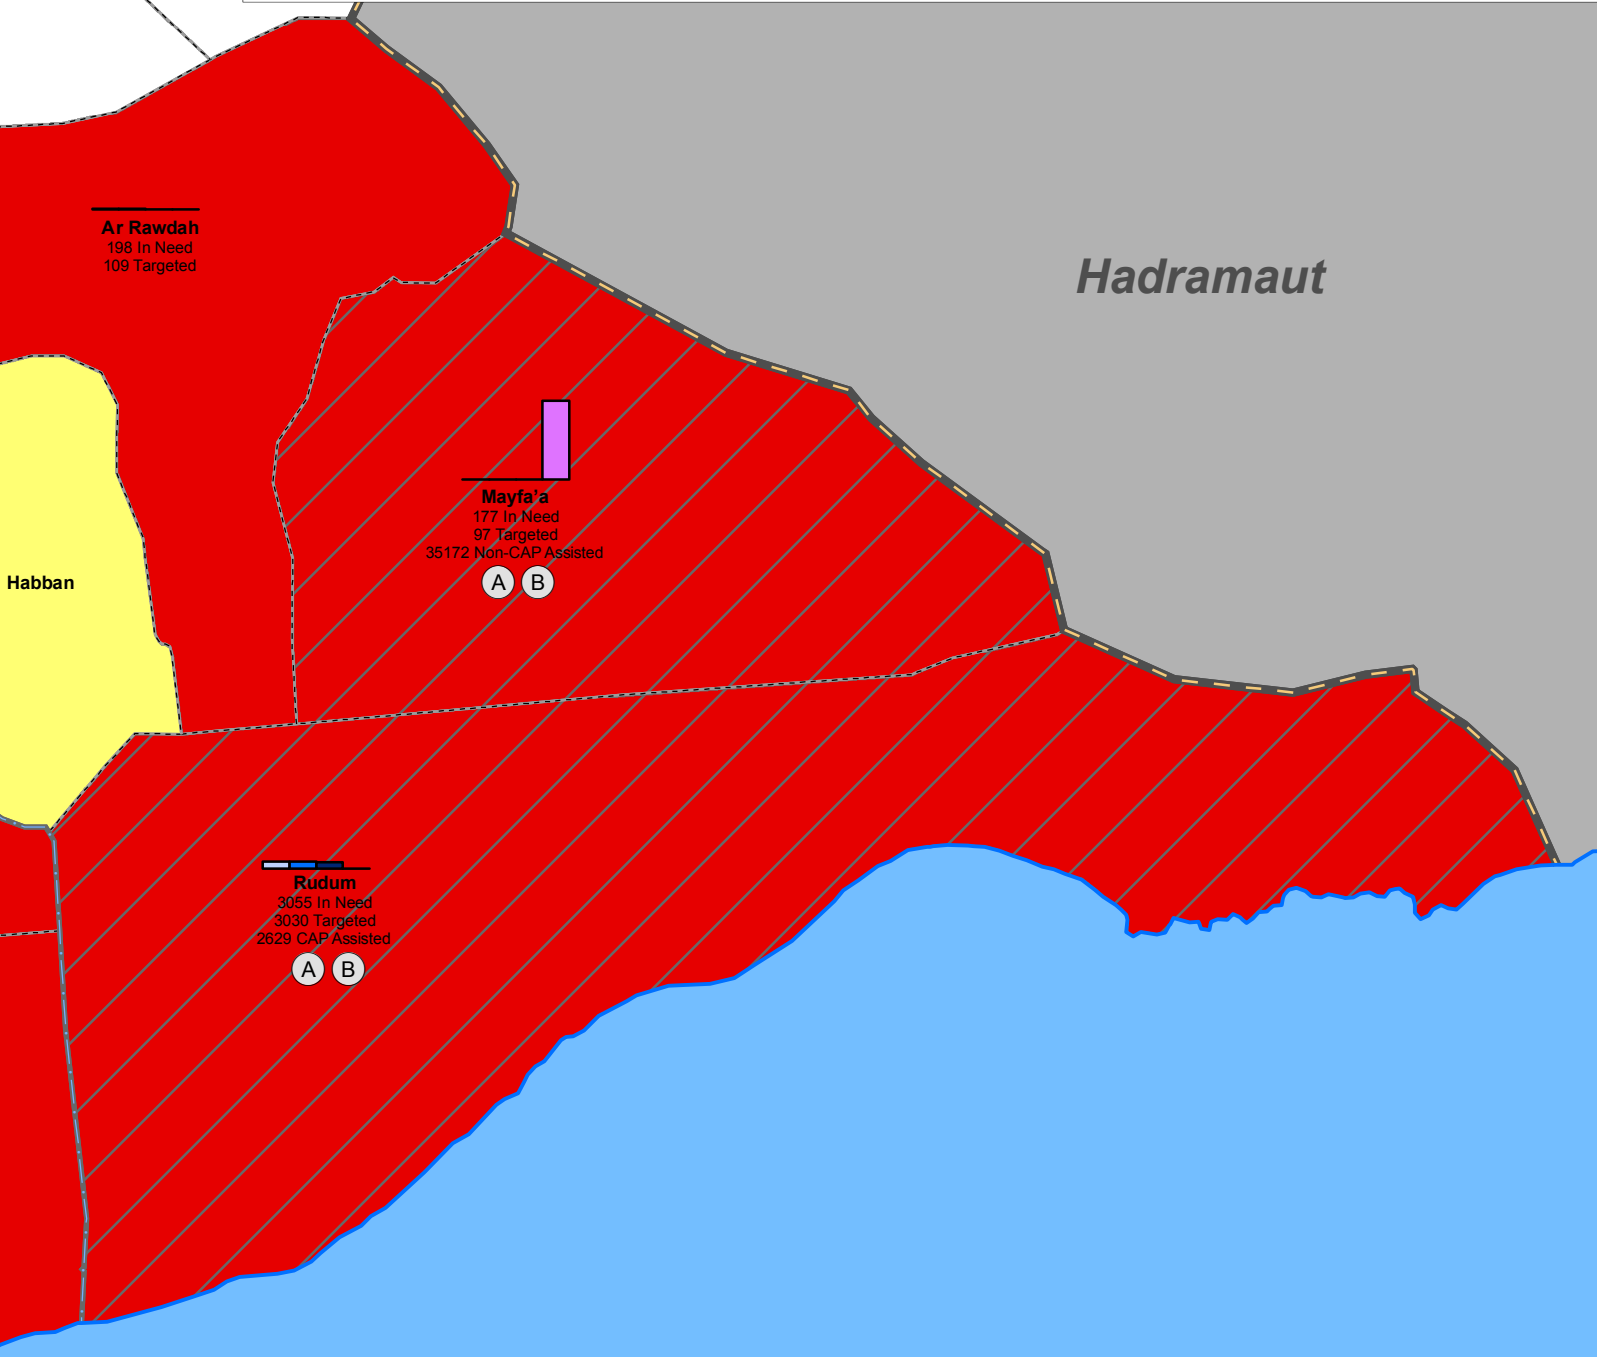 Ar Rawdah
198 In Need
109 Targeted
Hadramaut
Mayfa'a
177 In Need
97 Targeted
35172 Non-CAP Assisted
A B
Habban
Rudum
3055 In Need
3030 Targeted
2629 CAP Assisted
A B